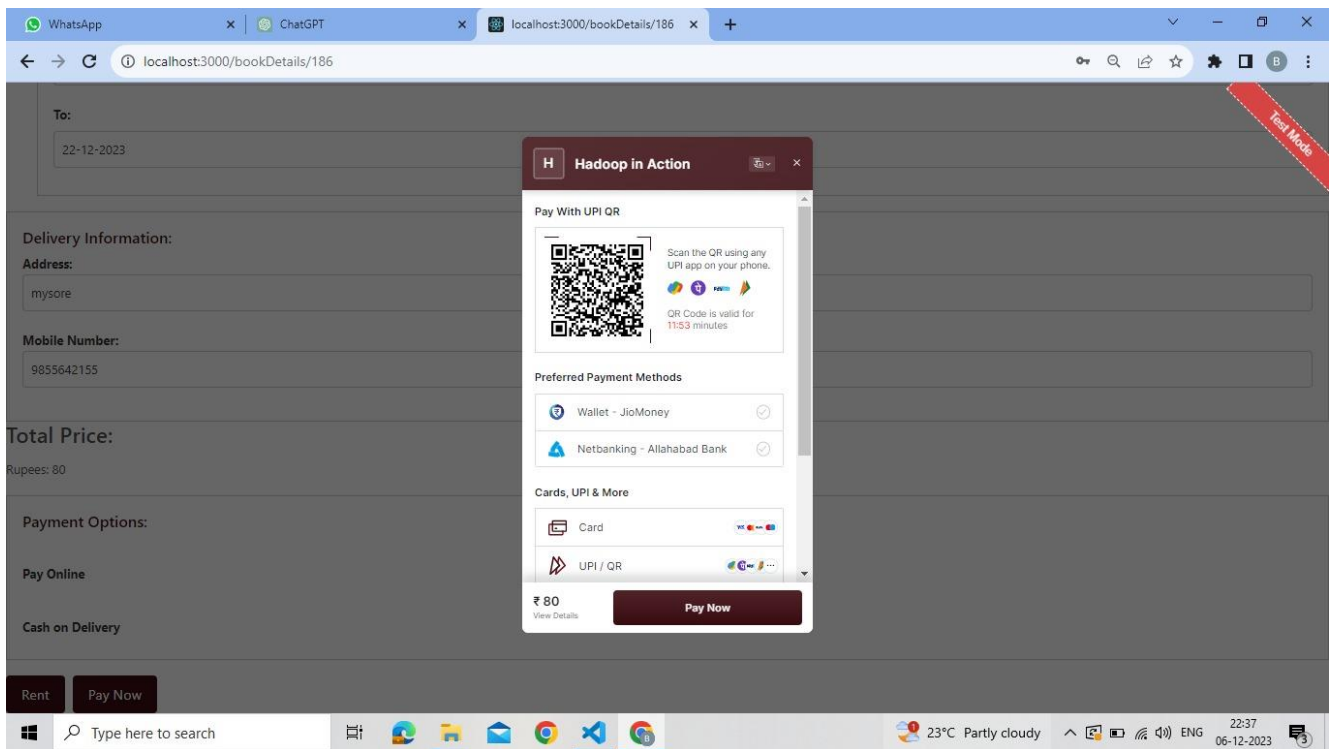 WhatsApp
ChatGPT
localhost:3000/bookDetails/186
localhost:3000/bookDetails/186
B
Test Mode
To:
22-12-2023
Delivery Information:
Address:
mysore
Mobile Number:
9855642155
Total Price:
Rupees: 80
Payment Options:
Pay Online
Cash on Delivery
Rent
Pay Now
H
Hadoop in Action
Pay With UPI QR
Scan the QR using any
UPI app on your phone.
QR Code is valid for
11:53 minutes
Preferred Payment Methods
Wallet - JioMoney
Netbanking - Allahabad Bank
Cards, UPI & More
Card
UPI / QR
₹ 80
View Details
Pay Now
Type here to search
23°C Partly cloudy
ENG
22:37
06-12-2023